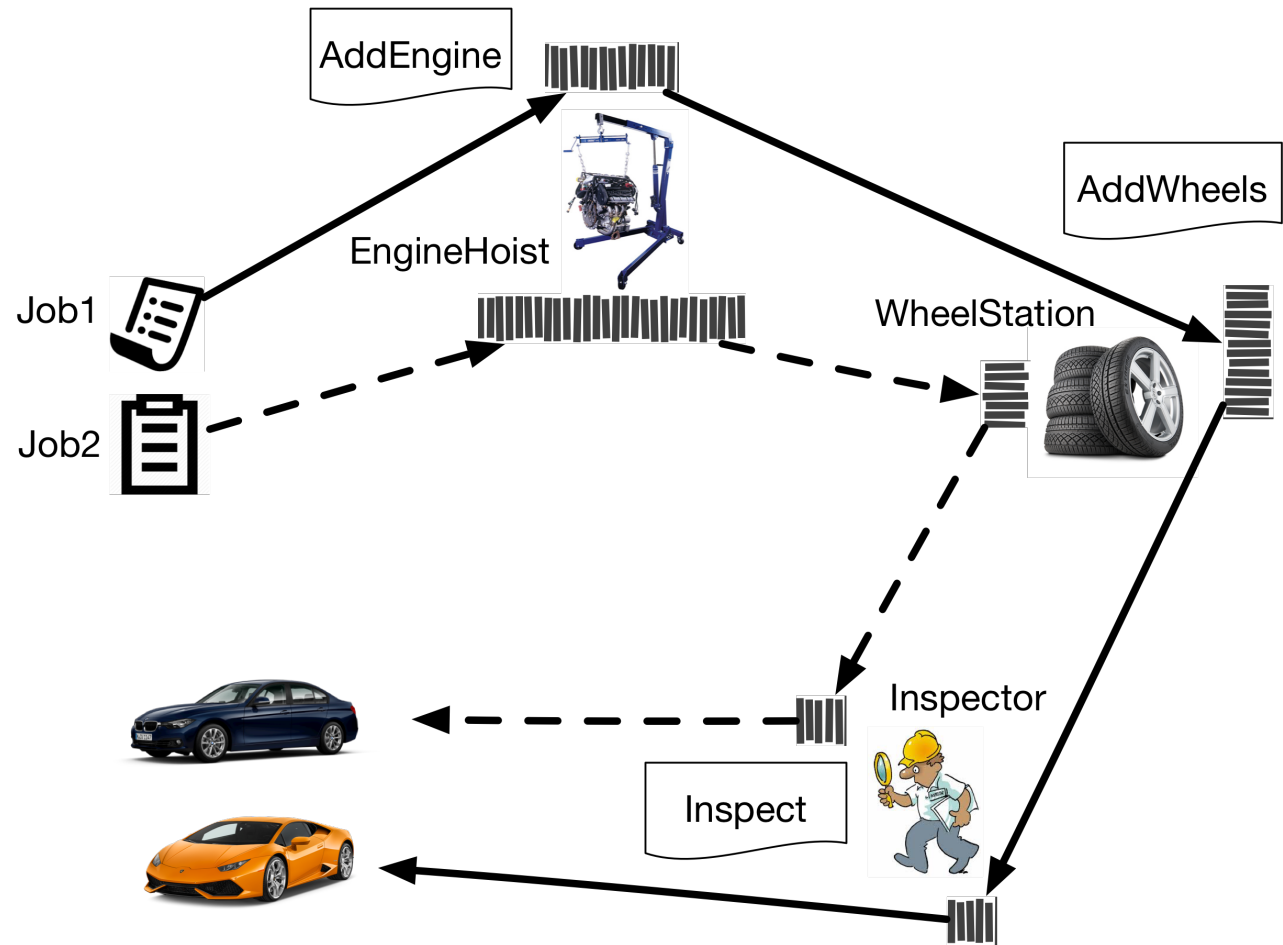 AddEngine
AddWheels
EngineHoist
WheelStation
Job1
Job2
Inspector
Inspect